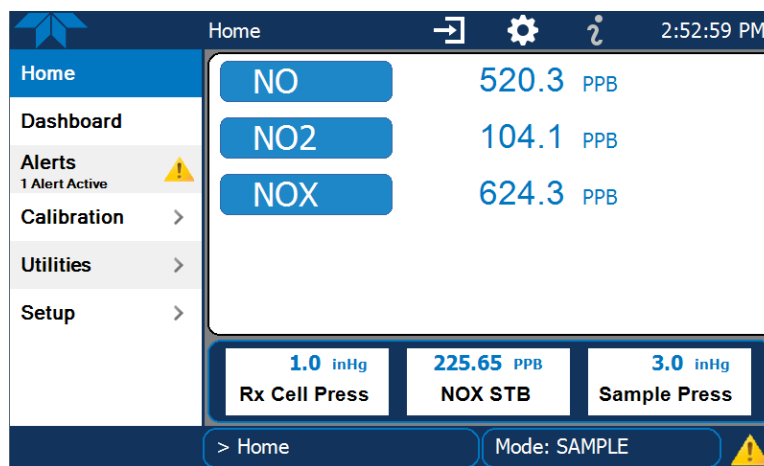 Home
2:52:59 PM
Home
Dashboard
Alerts
1 Alert Active
Calibration
Utilities
Setup
NO 520.3 PPB
NO2 104.1 PPB
NOX 624.3 PPB
1.0 inHg
Rx Cell Press
225.65 PPB
NOX STB
3.0 inHg
Sample Press
> Home
Mode: SAMPLE